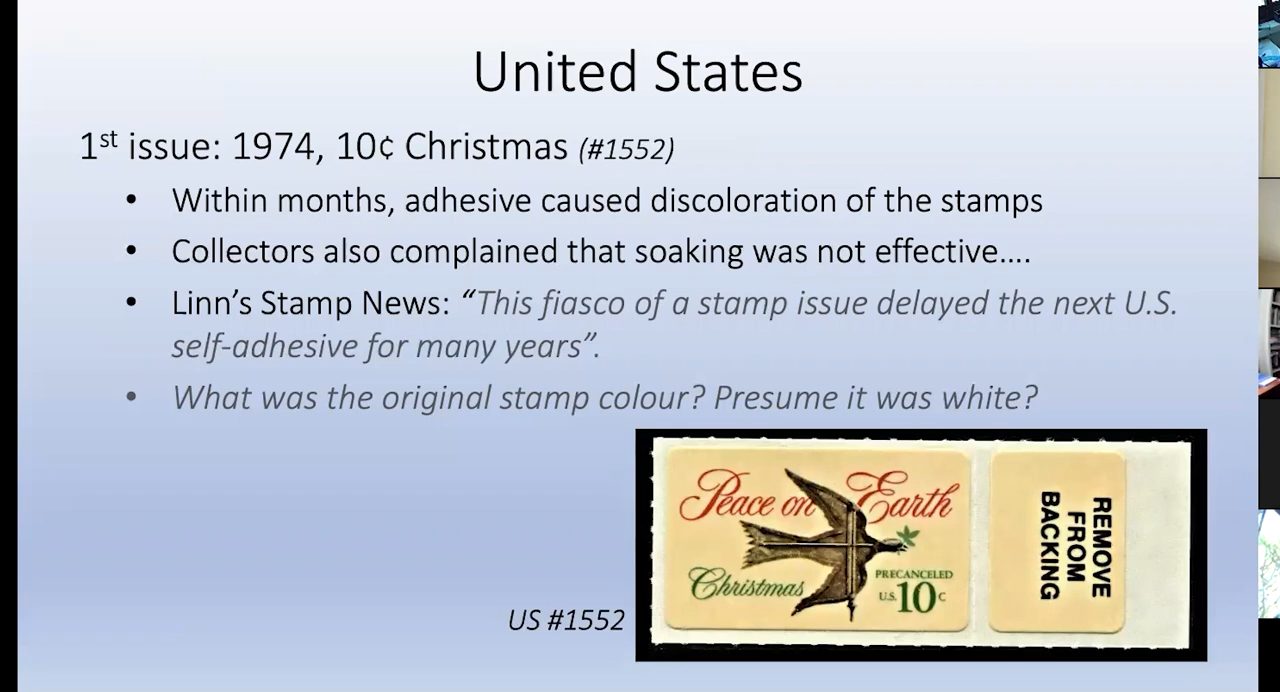 United States
1st issue: 1974, 10¢ Christmas (#1552)
• Within months, adhesive caused discoloration of the stamps
• Collectors also complained that soaking was not effective....
• Linn's Stamp News: “This fiasco of a stamp issue delayed the next U.S.
self-adhesive for many years”.
• What was the original stamp colour? Presume it was white?
Peace on Earth
Christmas
PRECANCELED
U.S. 10c
REMOVE
FROM
BACKING
US #1552